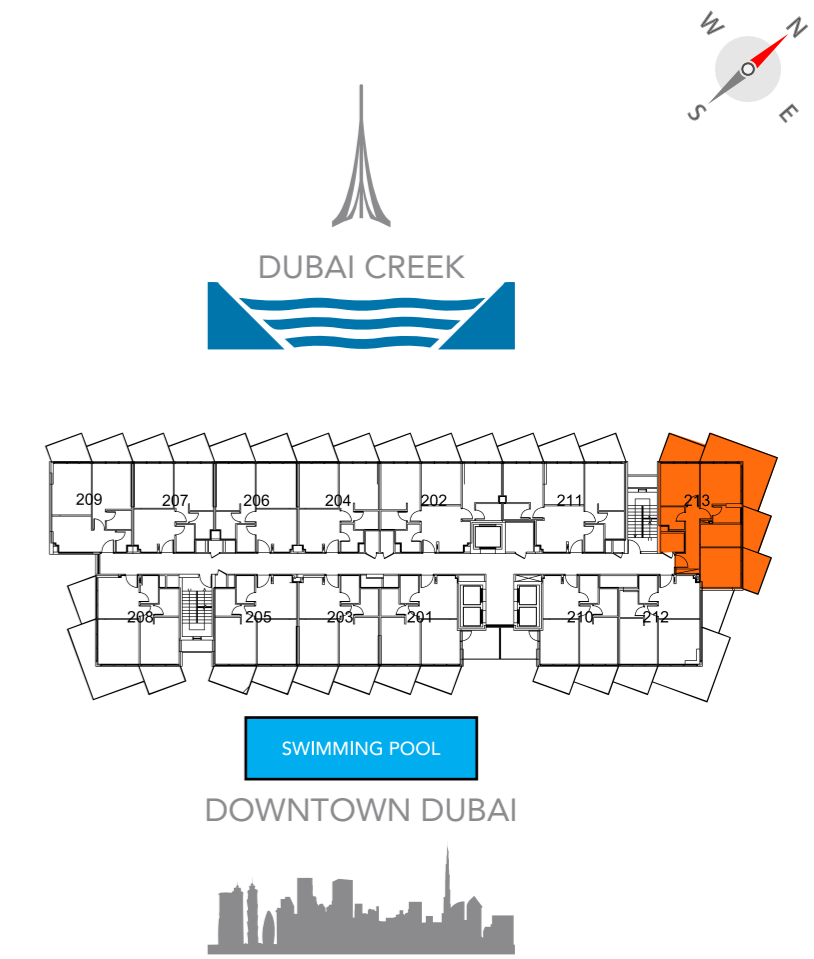 W
N
S
E
DUBAI CREEK
209 207 206 204 202 211 213
208 205 203 201 210 212
SWIMMING POOL
DOWNTOWN DUBAI